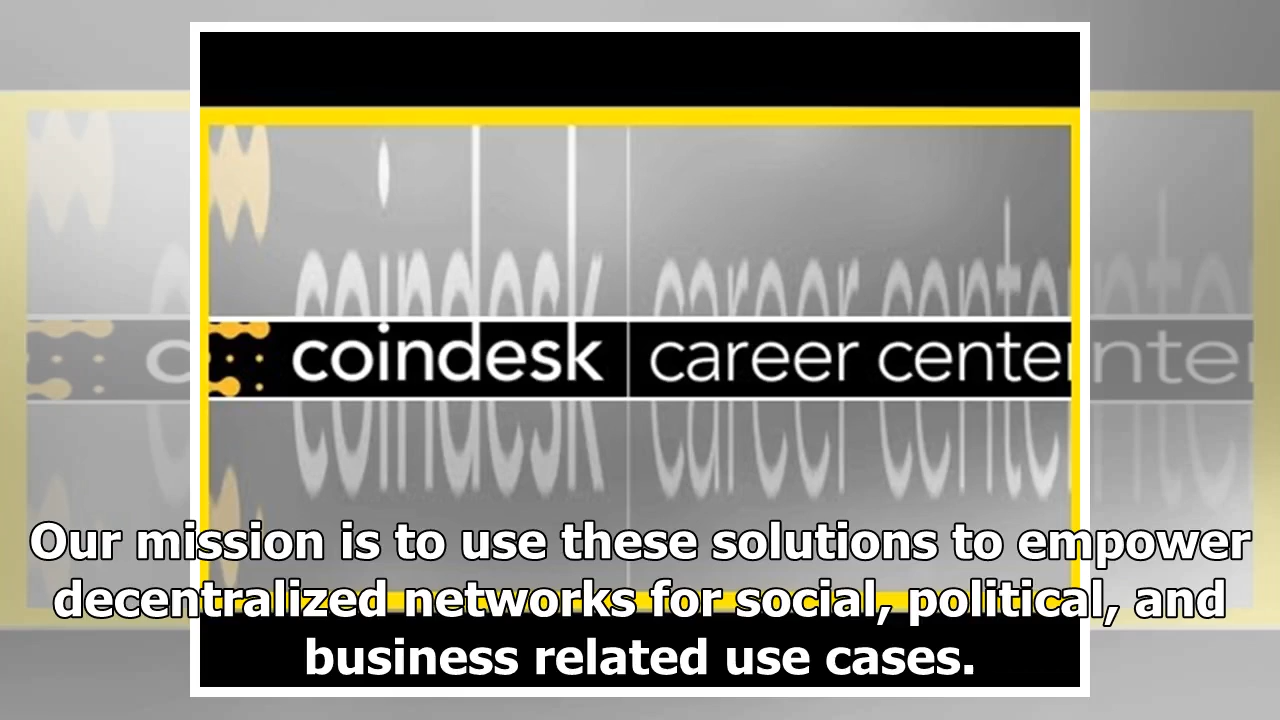 coindesk career center
Our mission is to use these solutions to empower
decentralized networks for social, political, and
business related use cases.